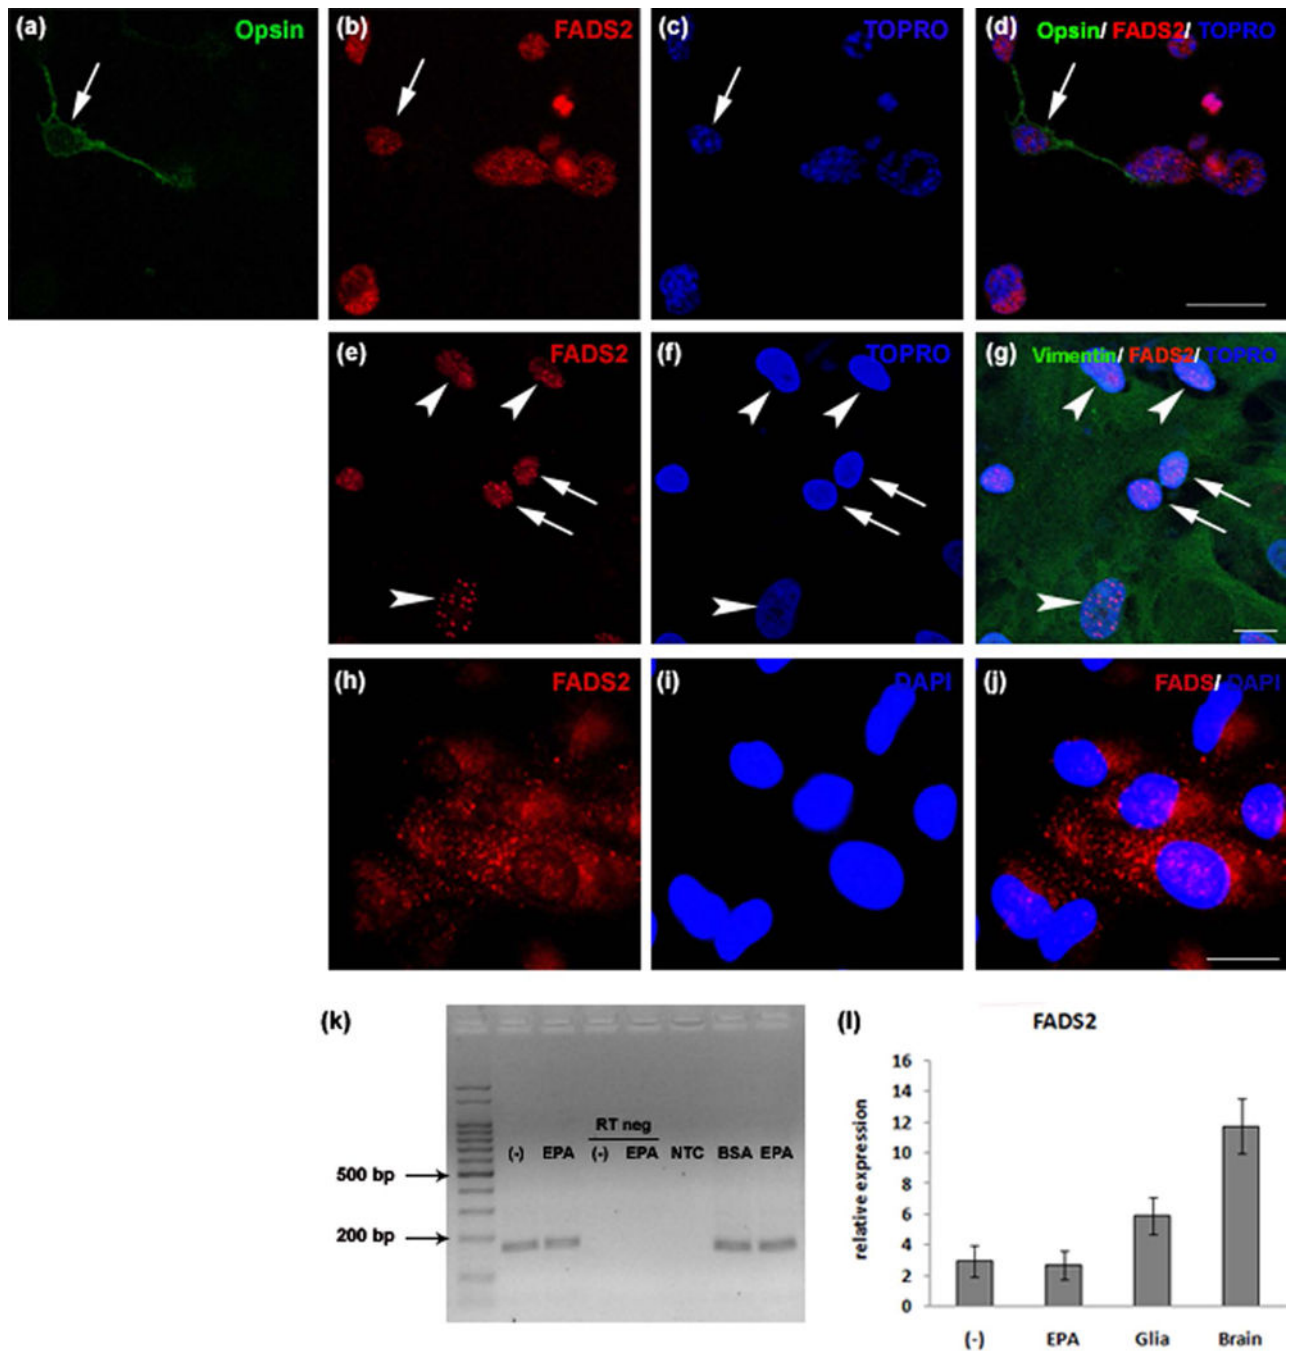 (a) Opsin
(b) FADS2
(c) TOPRO
(d) Opsin/ FADS2/ TOPRO
(e) FADS2
(f) TOPRO
(g) Vimentin/ FADS2/ TOPRO
(h) FADS2
(i) DAPI
(j) FADS/ DAPI
(k)
RT neg
(-) EPA (-) EPA NTC BSA EPA
500 bp
200 bp
(l) FADS2
relative expression
16
14
12
10
8
6
4
2
0
(-) EPA Glia Brain